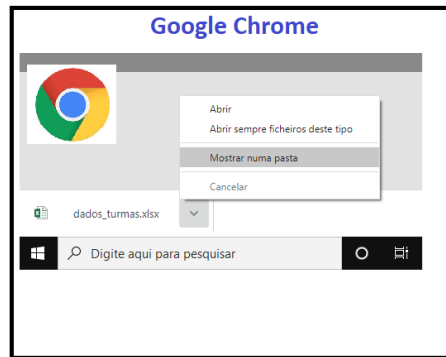 Google Chrome
Abrir
Abrir sempre ficheiros deste tipo
Mostrar numa pasta
Cancelar
dados_turmas.xlsx
Digite aqui para pesquisar